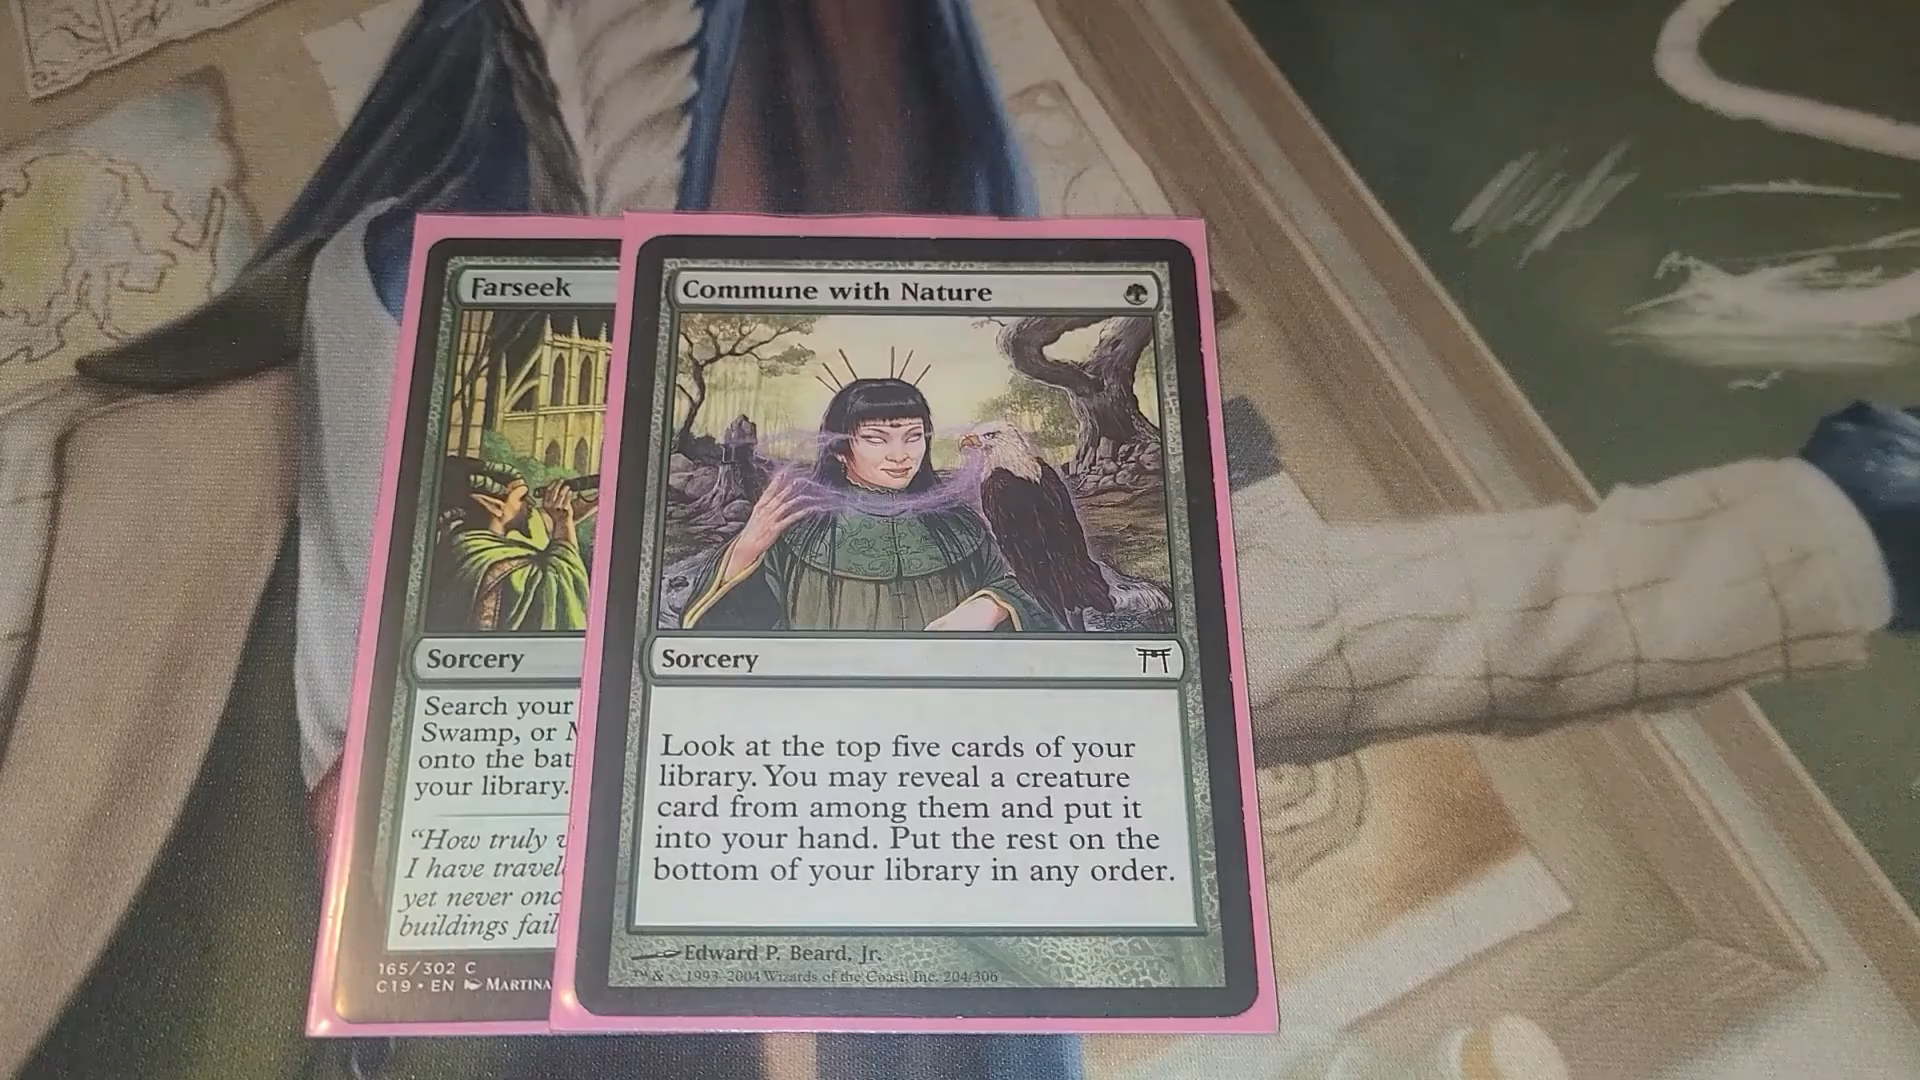 Farseek
Sorcery
Search your
Swamp, or
onto the bat
your library.
“How truly
I have travel
yet never onc
buildings fail
165/302 C
C19 • EN MARTINA
Commune with Nature
Sorcery
Look at the top five cards of your
library. You may reveal a creature
card from among them and put it
into your hand. Put the rest on the
bottom of your library in any order.
Edward P. Beard, Jr.
™ & © 1993-2004 Wizards of the Coast, Inc. 204/306